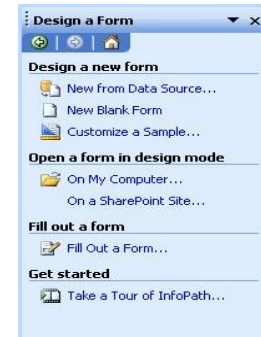 Design a Form
Design a new form
New from Data Source...
New Blank Form
Customize a Sample...
Open a form in design mode
On My Computer...
On a SharePoint Site...
Fill out a form
Fill Out a Form...
Get started
Take a Tour of InfoPath...